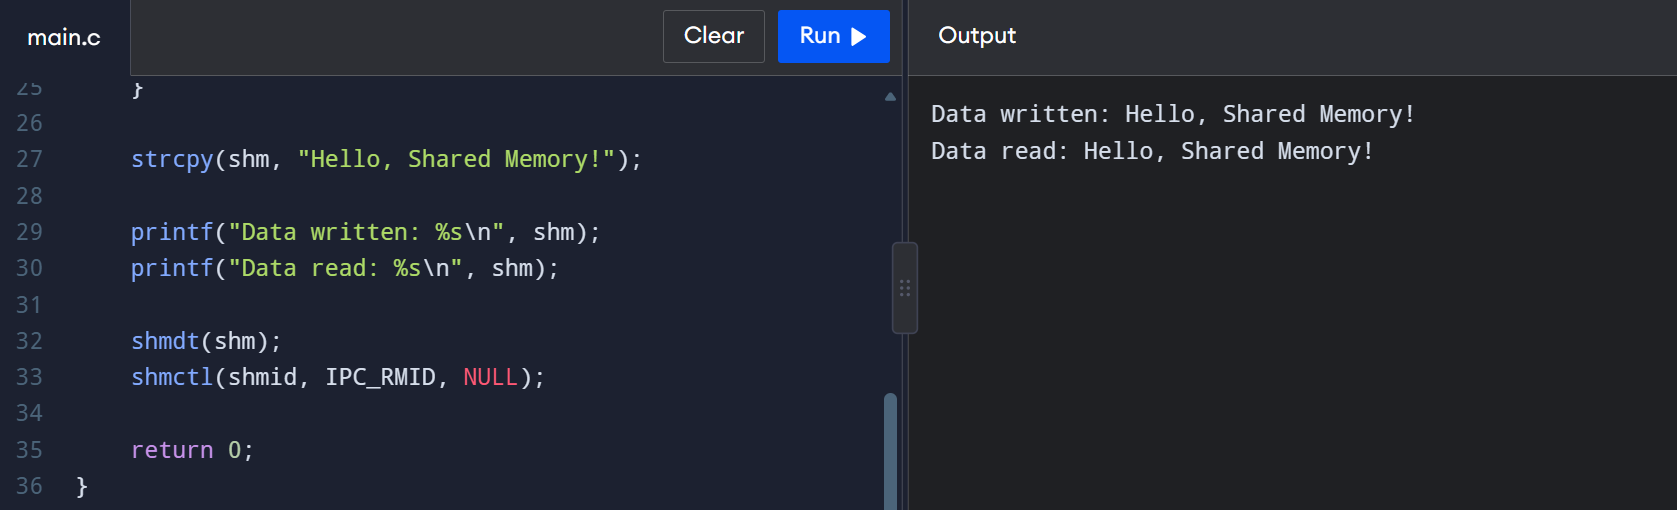 main.c
Clear
Run
25 }
26
27 strcpy(shm, "Hello, Shared Memory!");
28
29 printf("Data written: %s\n", shm);
30 printf("Data read: %s\n", shm);
31
32 shmdt(shm);
33 shmctl(shmid, IPC_RMID, NULL);
34
35 return 0;
36 }
Output
Data written: Hello, Shared Memory!
Data read: Hello, Shared Memory!